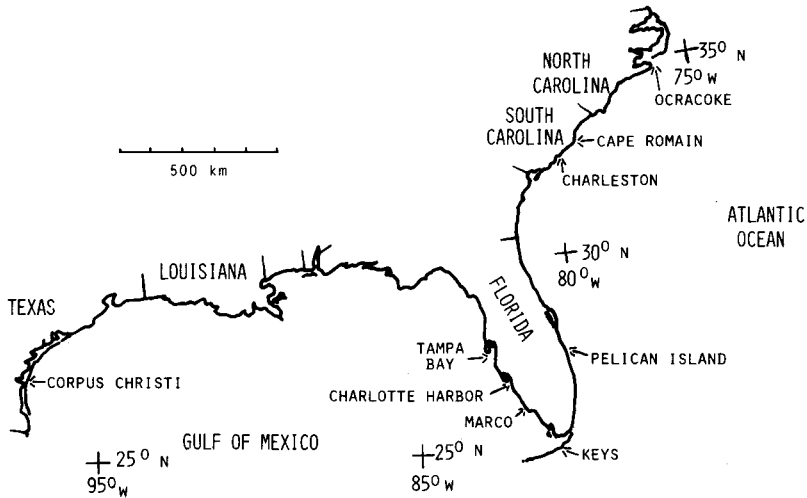 35° N
75° W
OCRACOKE
NORTH
CAROLINA
SOUTH
CAROLINA
CAPE ROMAIN
CHARLESTON
500 km
ATLANTIC
OCEAN
30° N
80° W
LOUISIANA
TEXAS
FLORIDA
TAMPA
BAY
PELICAN ISLAND
CORPUS CHRISTI
CHARLOTTE HARBOR
MARCO
GULF OF MEXICO
KEYS
25° N
95° W
25° N
85° W